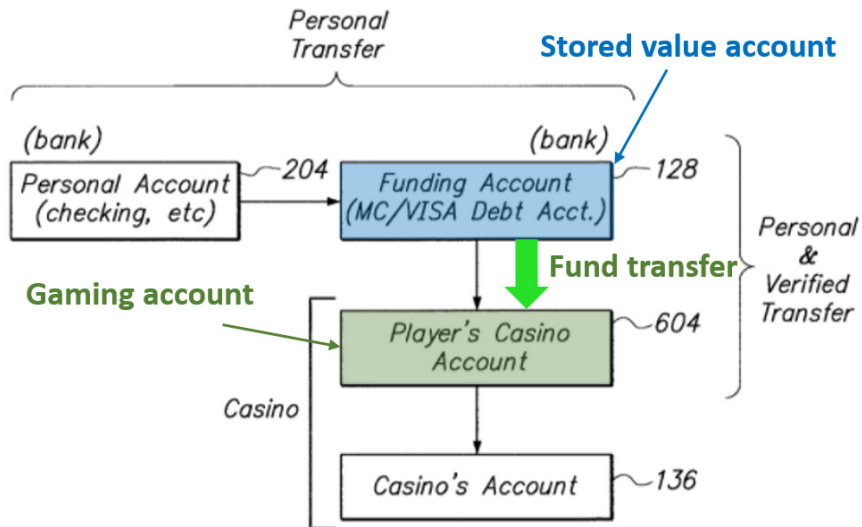 Personal
Transfer
Stored value account
(bank)
(bank)
Personal Account
(checking, etc)
204
Funding Account
(MC/VISA Debt Acct.)
128
Personal
&
Verified
Transfer
Fund transfer
Gaming account
Player's Casino
Account
604
Casino
Casino's Account
136